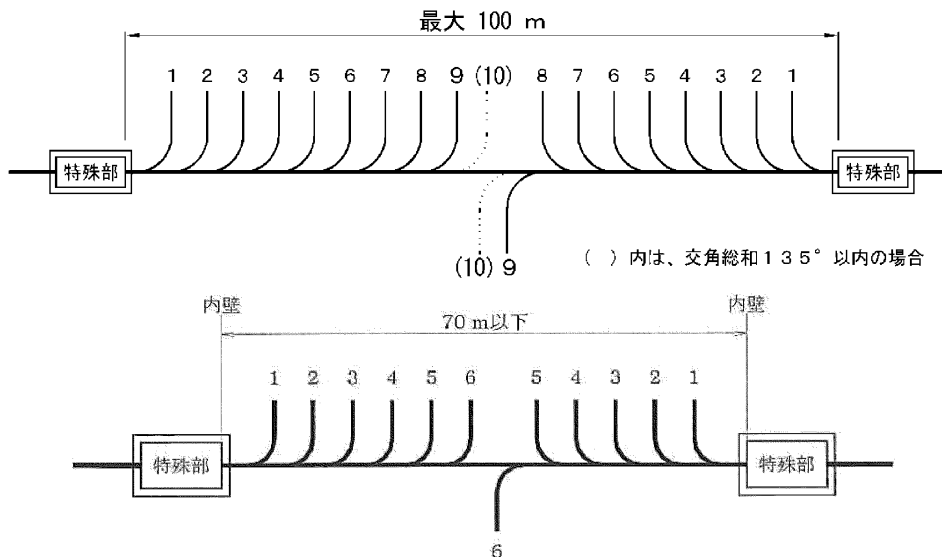 最大 100 m
1 2 3 4 5 6 7 8 9 (10) 8 7 6 5 4 3 2 1
特殊部 特殊部
(10) 9
( ) 内は、交角総和135°以内の場合
内壁 内壁
70 m以下
1 2 3 4 5 6 5 4 3 2 1
特殊部 特殊部
6